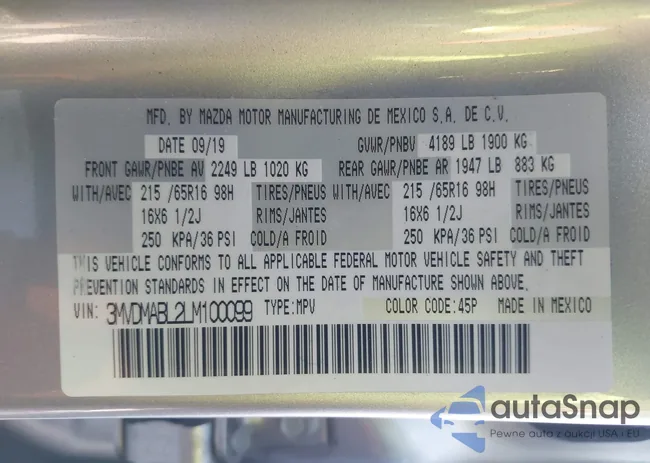 MFD. BY MAZDA MOTOR MANUFACTURING DE MEXICO S.A. DE C.V.
DATE 09/19 GVWR/PNBV 4189 LB 1900 KG
FRONT GAWR/PNBE AV 2249 LB 1020 KG REAR GAWR/PNBE AR 1947 LB 883 KG
WITH/AVEC 215 /65R16 98H TIRES/PNEUS WITH/AVEC 215 /65R16 98H TIRES/PNEUS
16X6 1/2J RIMS/JANTES 16X6 1/2J RIMS/JANTES
250 KPA/36 PSI COLD/A FROID 250 KPA/36 PSI COLD/A FROID
THIS VEHICLE CONFORMS TO ALL APPLICABLE FEDERAL MOTOR VEHICLE SAFETY AND THEFT
PREVENTION STANDARDS IN EFFECT ON THE DATE OF MANUFACTURE SHOWN ABOVE.
VIN: 3MVDMABL2LM100099 TYPE:MPV COLOR CODE:45P MADE IN MEXICO
autoSnap
Pewne auta z aukcji USA i EU